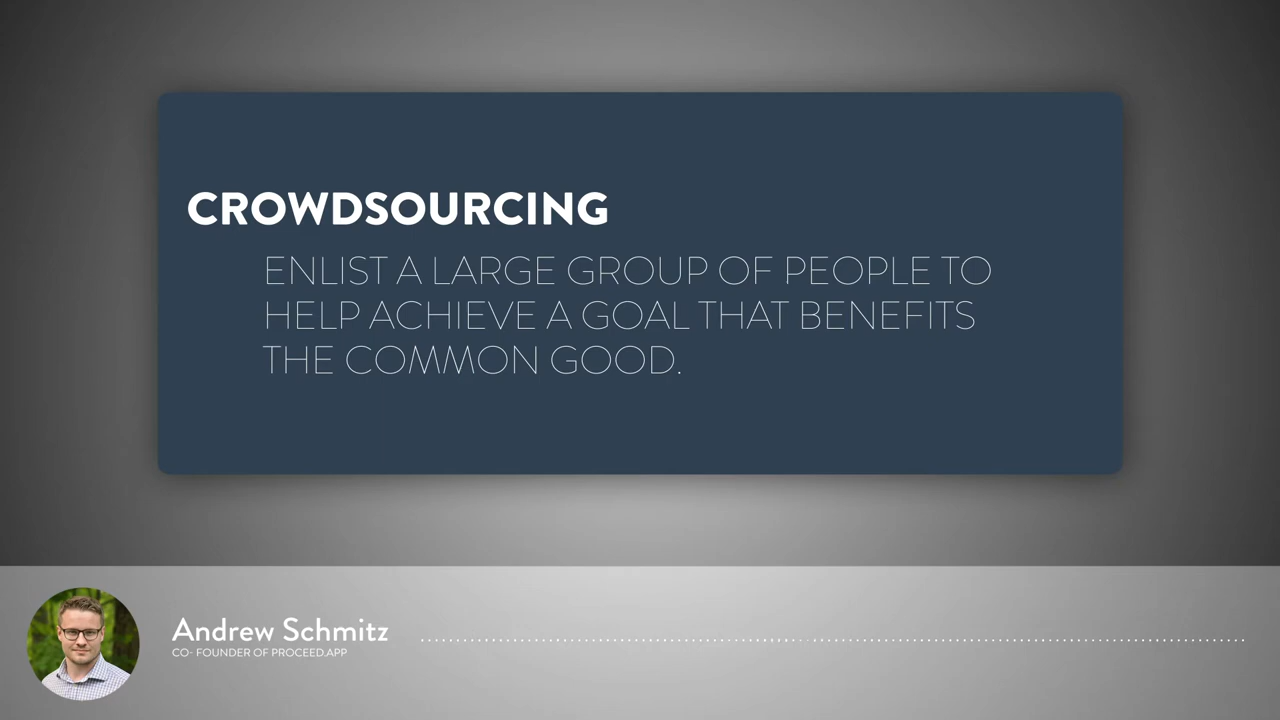 CROWDSOURCING
ENLIST A LARGE GROUP OF PEOPLE TO
HELP ACHIEVE A GOAL THAT BENEFITS
THE COMMON GOOD.
Andrew Schmitz
CO- FOUNDER OF PROCEED.APP